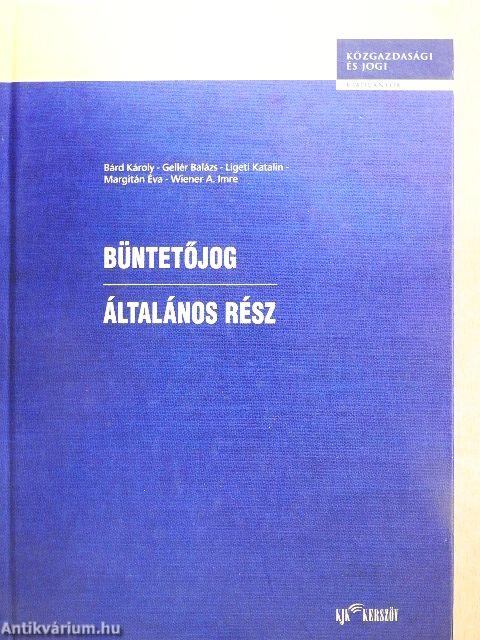 KÖZGAZDASÁGI
ÉS JOGI
Bárd Károly - Gellér Balázs - Ligeti Katalin -
Margitán Éva - Wiener A. Imre
BÜNTETŐJOG
ÁLTALÁNOS RÉSZ
KJK KERSZÖV
Antikvárium.hu